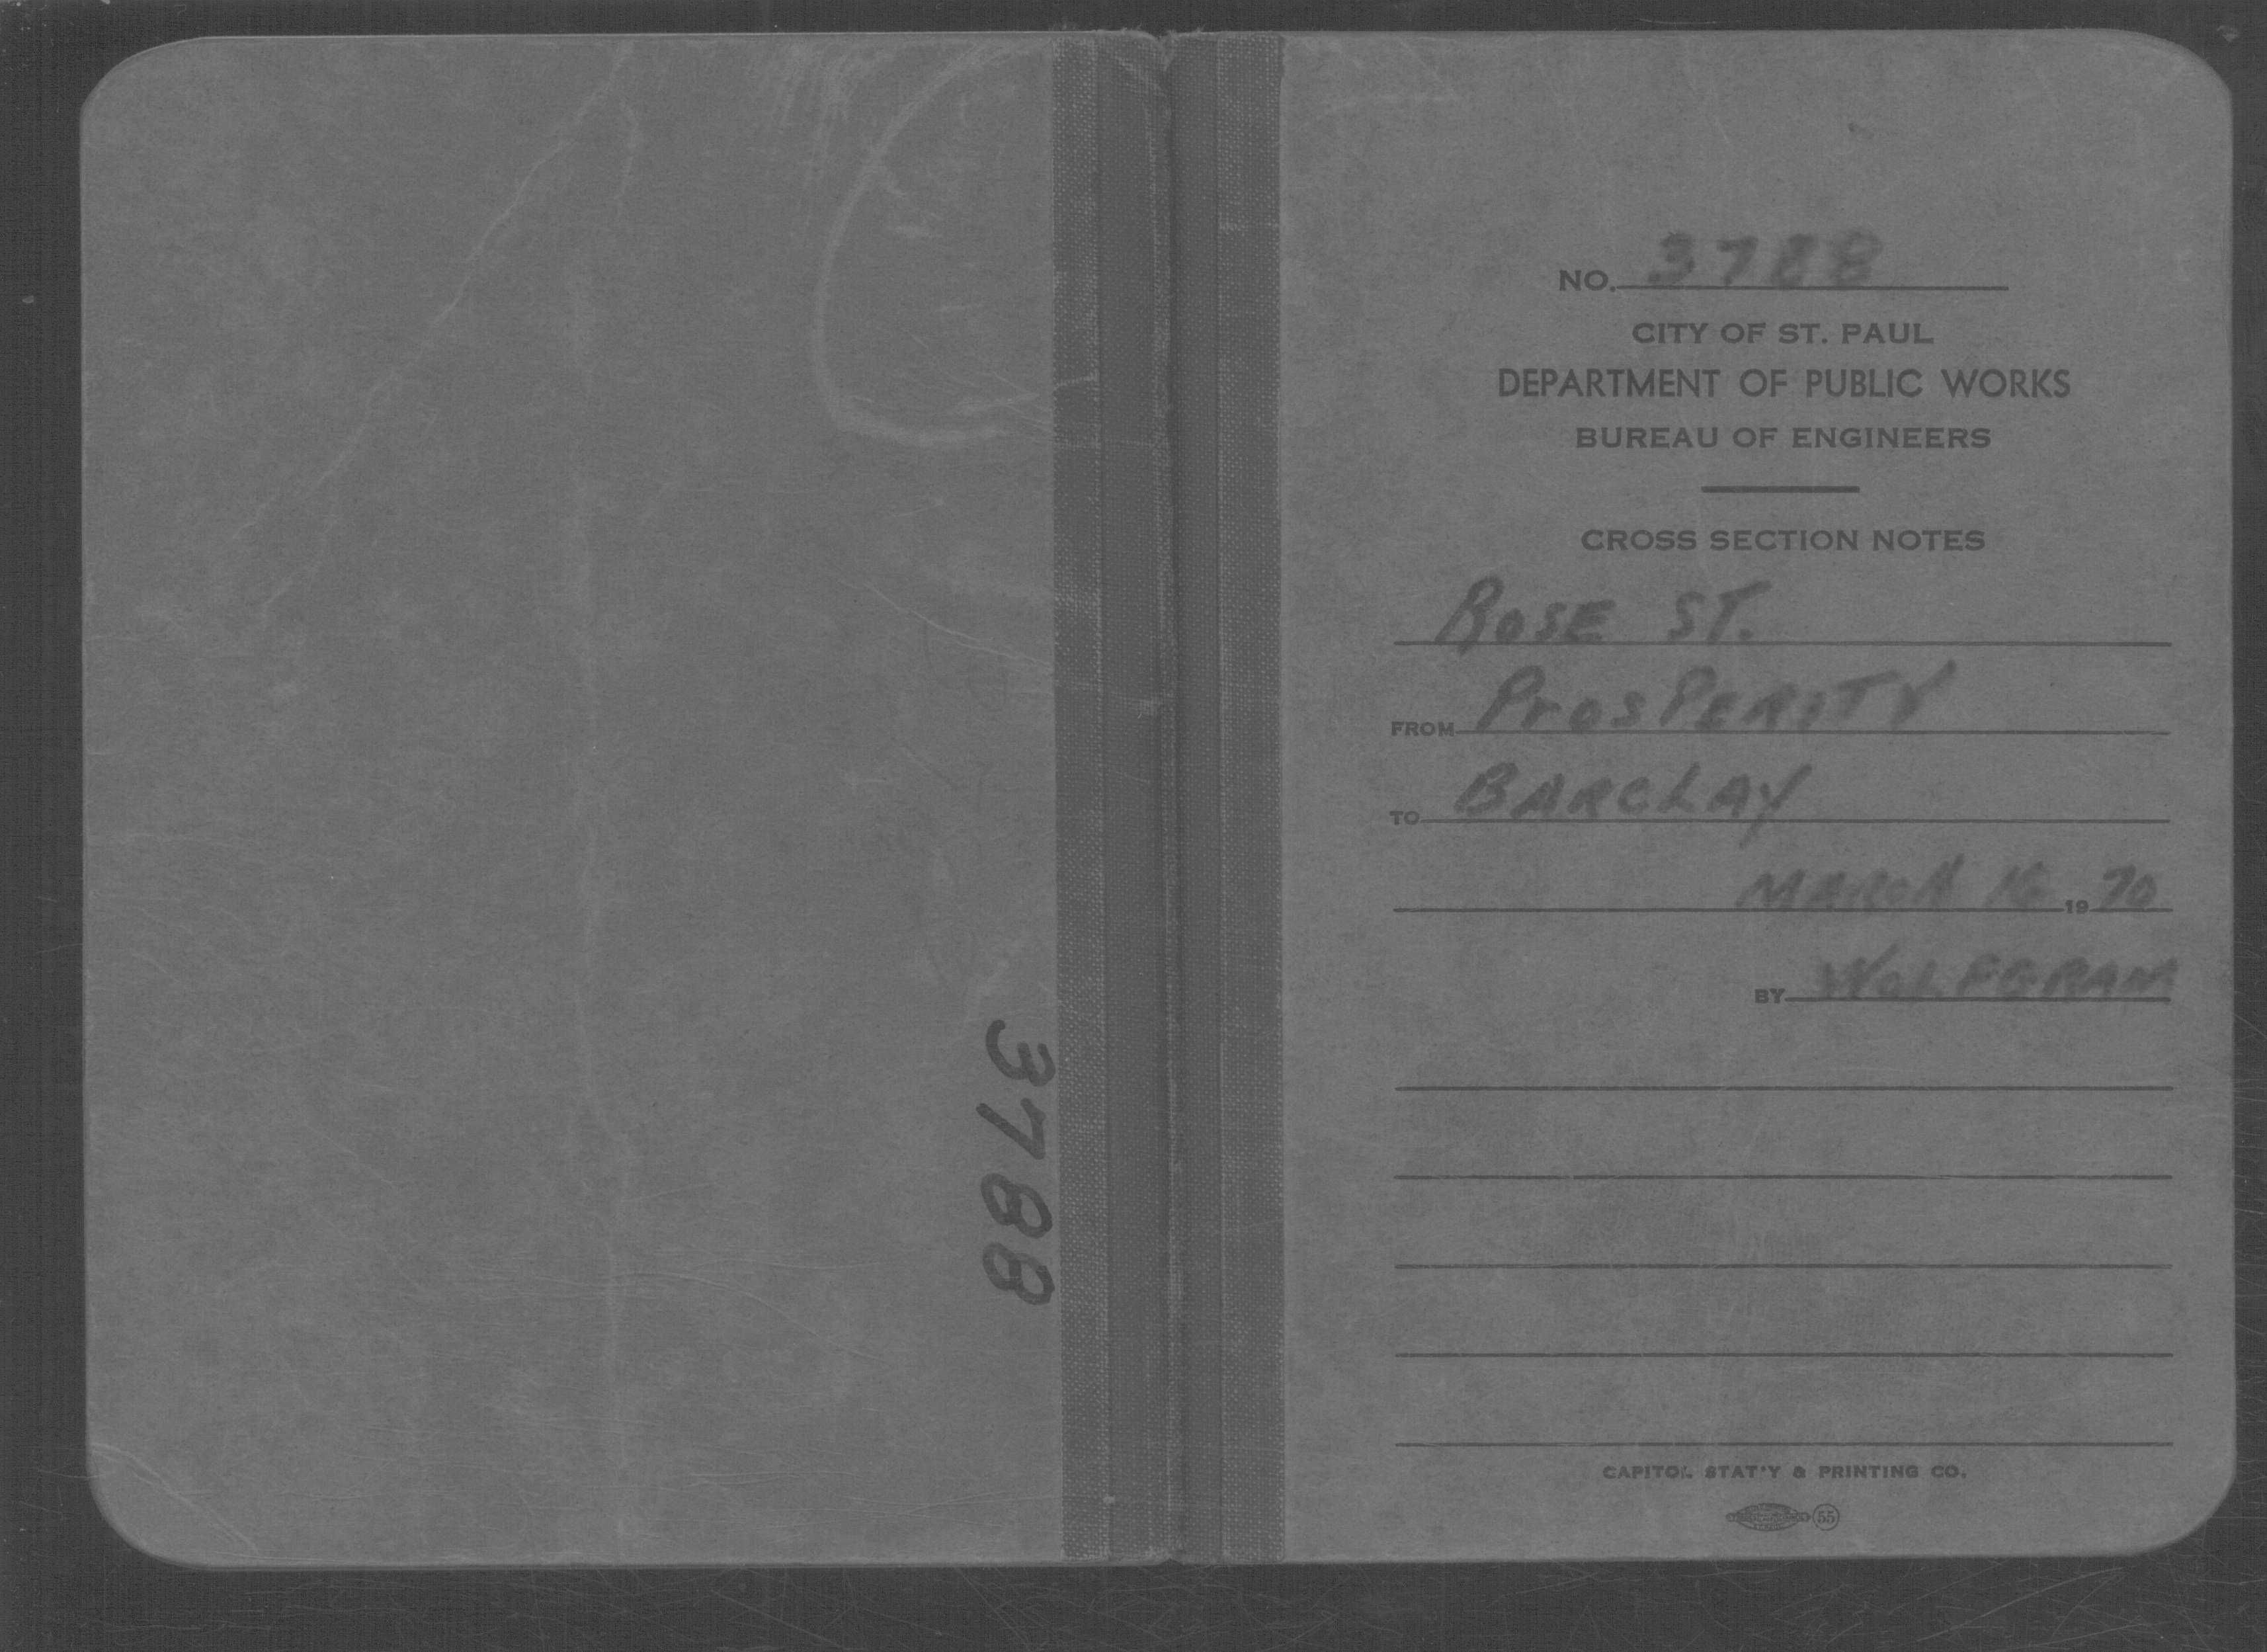 3788
NO. 3788
CITY OF ST. PAUL
DEPARTMENT OF PUBLIC WORKS
BUREAU OF ENGINEERS
CROSS SECTION NOTES
ROSE ST.
FROM PROSPERITY
TO BARCLAY
MARCH 16 1970
BY WOLFGRAM
CAPITOL STAT'Y & PRINTING CO.
55